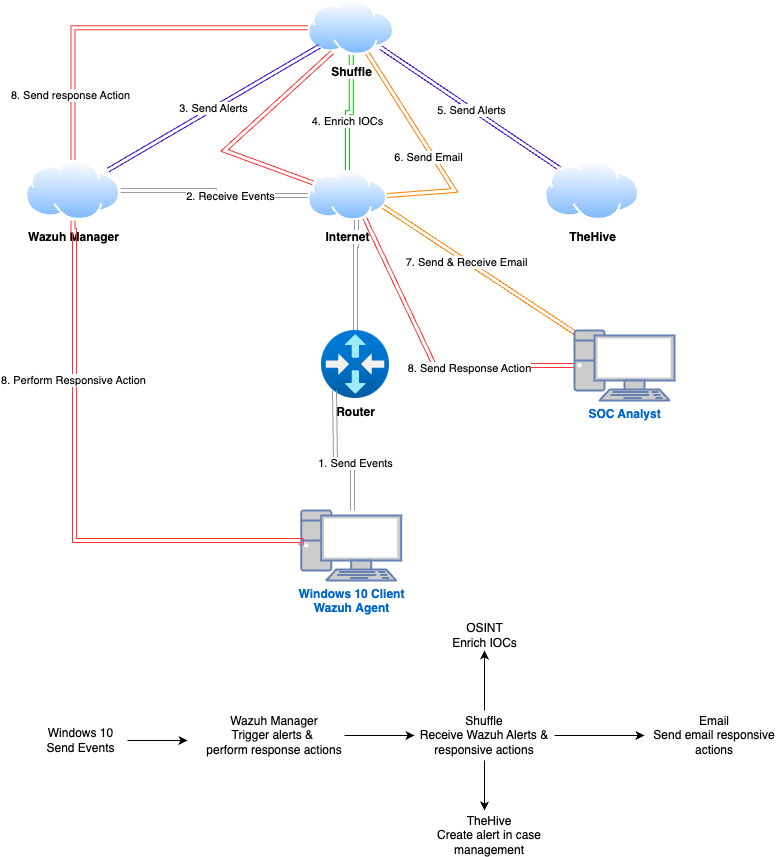 Shuffle
8. Send response Action
3. Send Alerts
5. Send Alerts
4. Enrich IOCs
6. Send Email
2. Receive Events
Wazuh Manager
Internet
TheHive
7. Send & Receive Email
8. Send Response Action
8. Perform Responsive Action
Router
SOC Analyst
1. Send Events
Windows 10 Client
Wazuh Agent
OSINT
Enrich IOCs
Windows 10
Send Events
Wazuh Manager
Trigger alerts &
perform response actions
Shuffle
Receive Wazuh Alerts &
responsive actions
Email
Send email responsive
actions
TheHive
Create alert in case
management